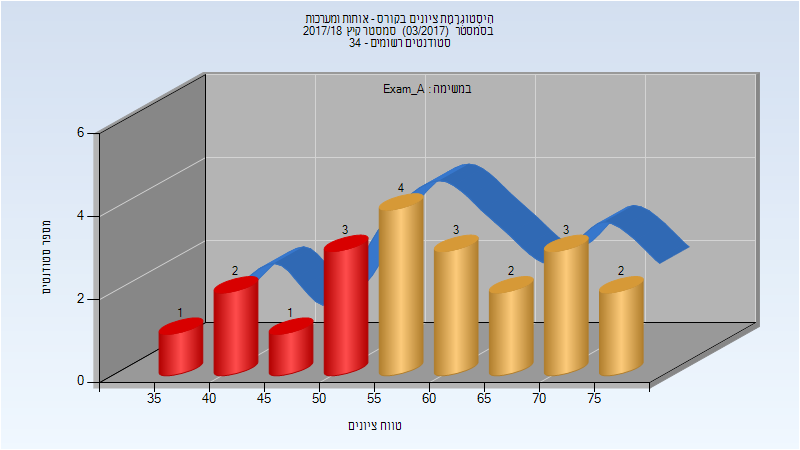 היסטוגרמת ציונים בקורס - אותות ומערכות
בסמסטר (03/2017) סמסטר קיץ 2017/18
סטודנטים רשומים - 34
במשימה : Exam_A
מספר סטודנטים
6
4
2
0
1
2
1
3
4
3
2
3
2
35 40 45 50 55 60 65 70 75
טווח ציונים